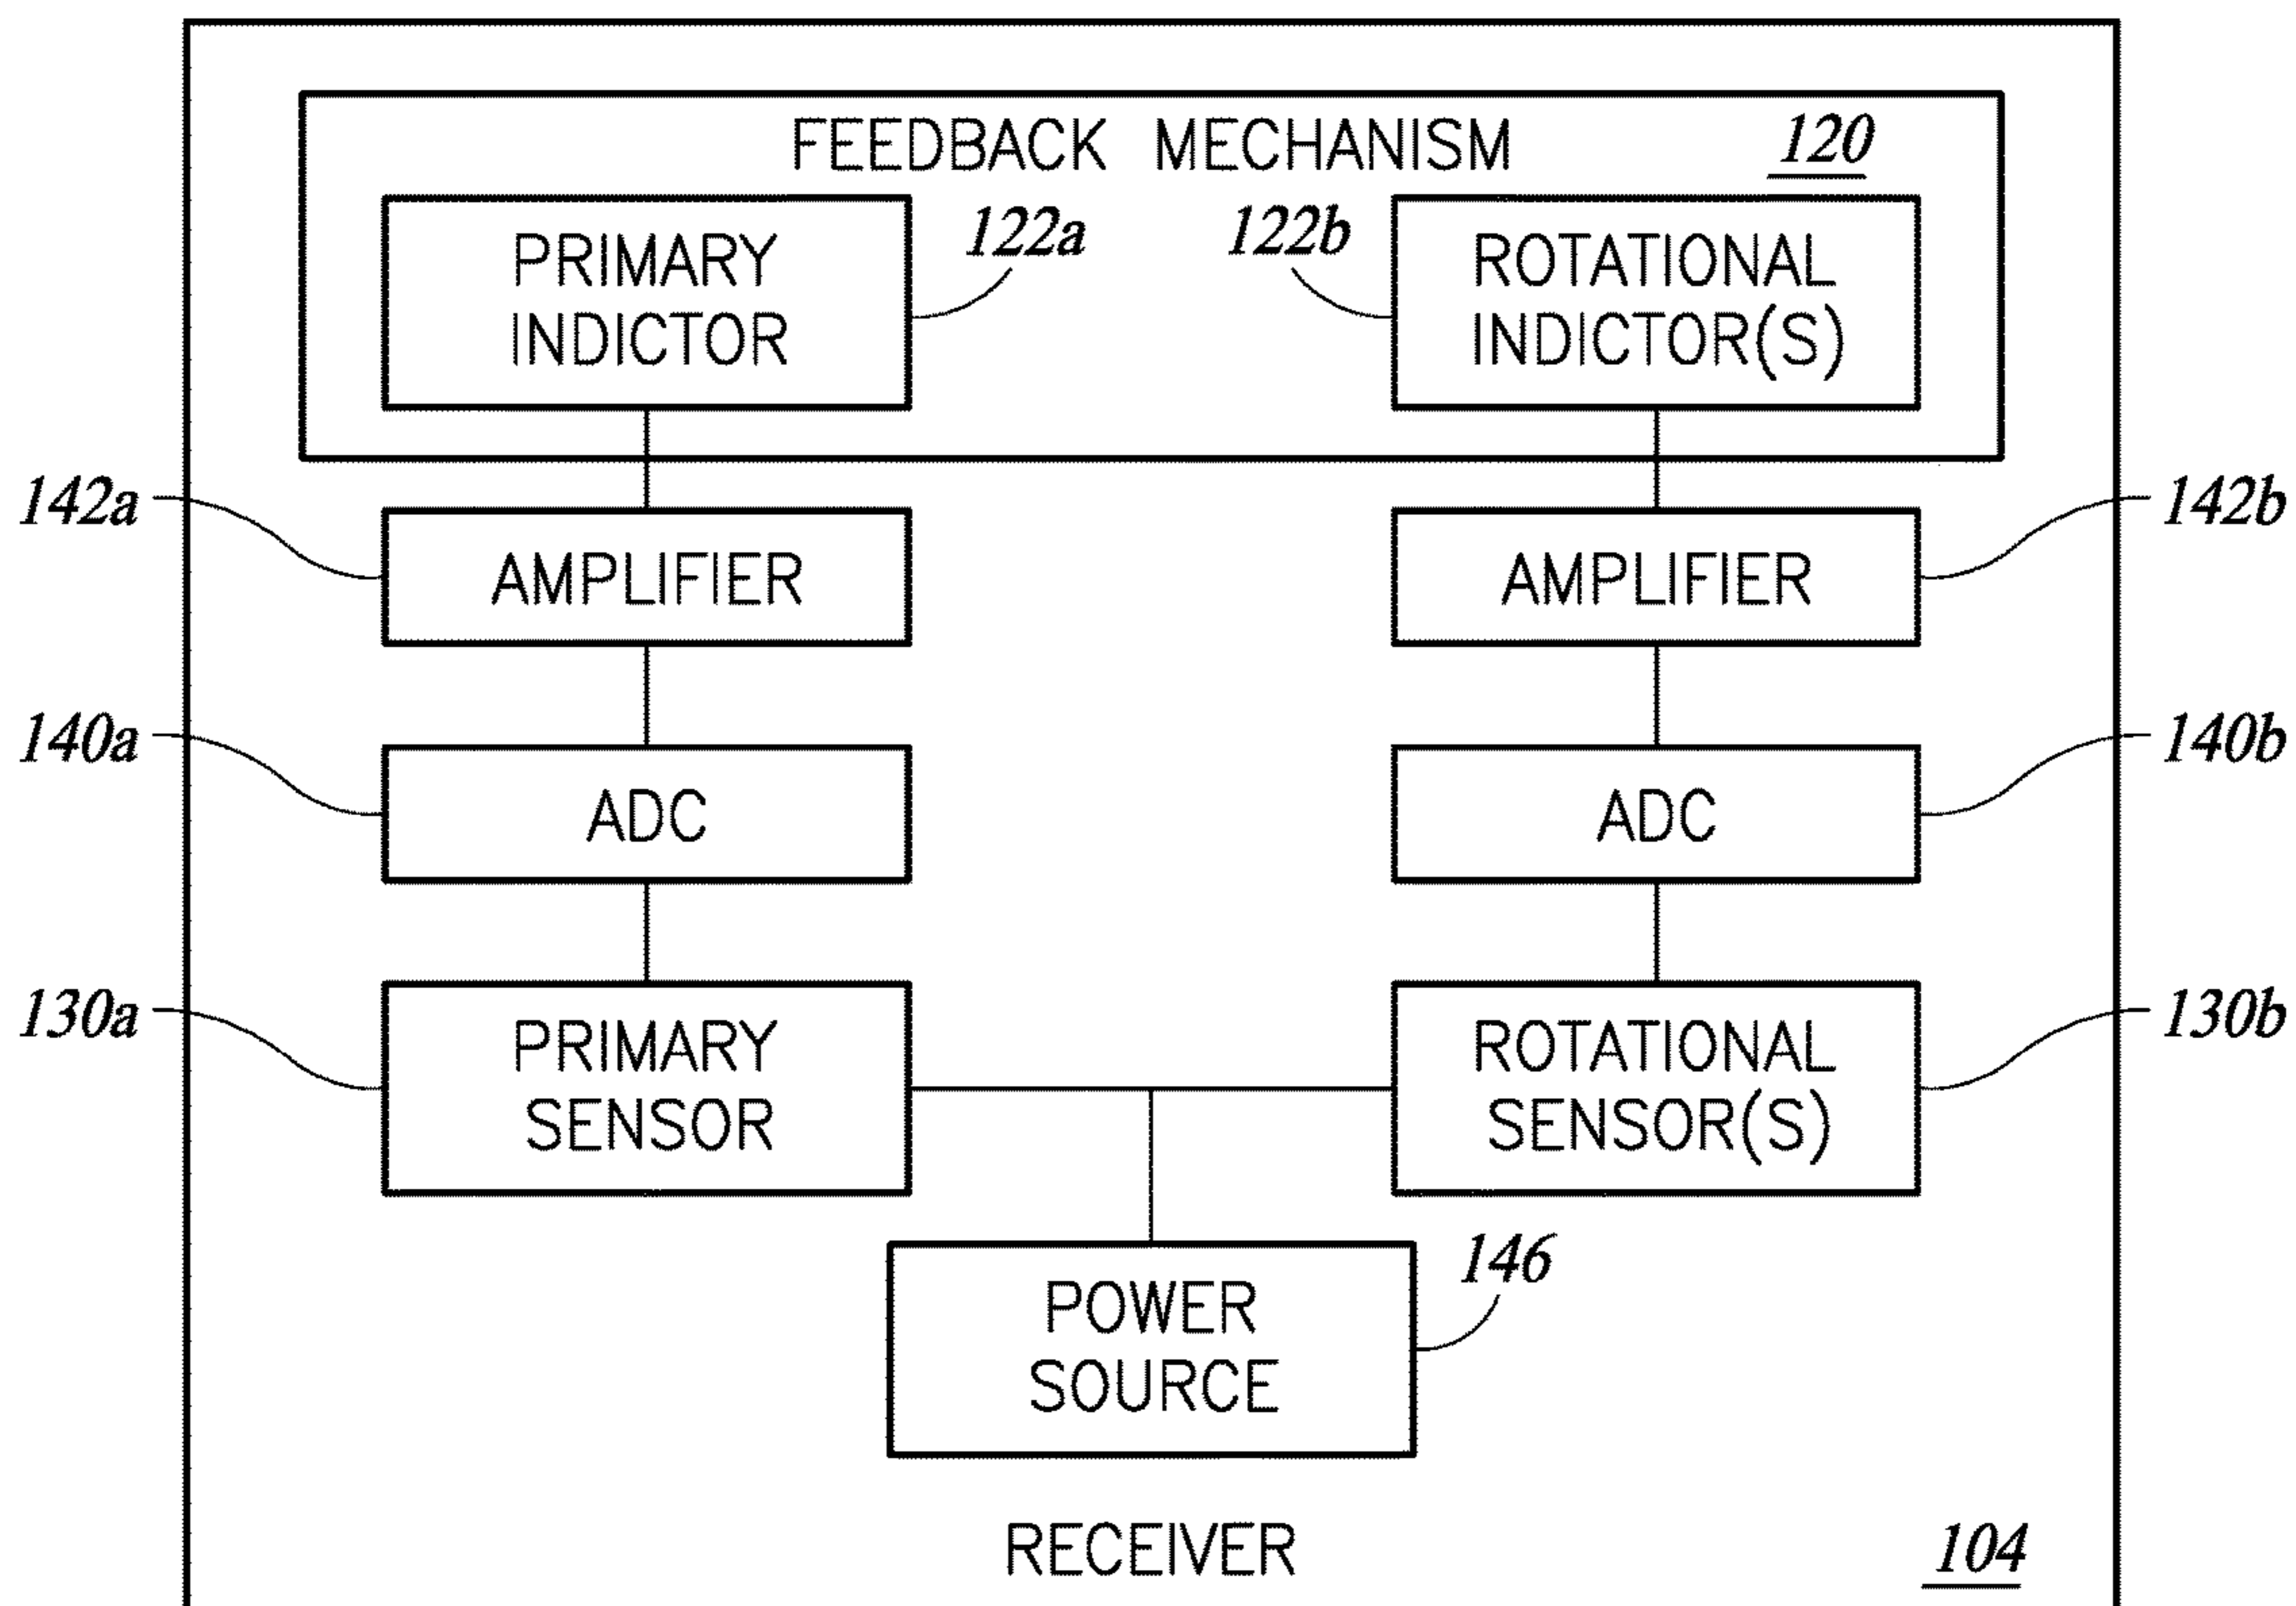 FEEDBACK MECHANISM
120
PRIMARY
INDICTOR
122a
122b
ROTATIONAL
INDICTOR(S)
142a
AMPLIFIER
AMPLIFIER
142b
140a
ADC
ADC
140b
130a
PRIMARY
SENSOR
ROTATIONAL
SENSOR(S)
130b
POWER
SOURCE
146
RECEIVER
104